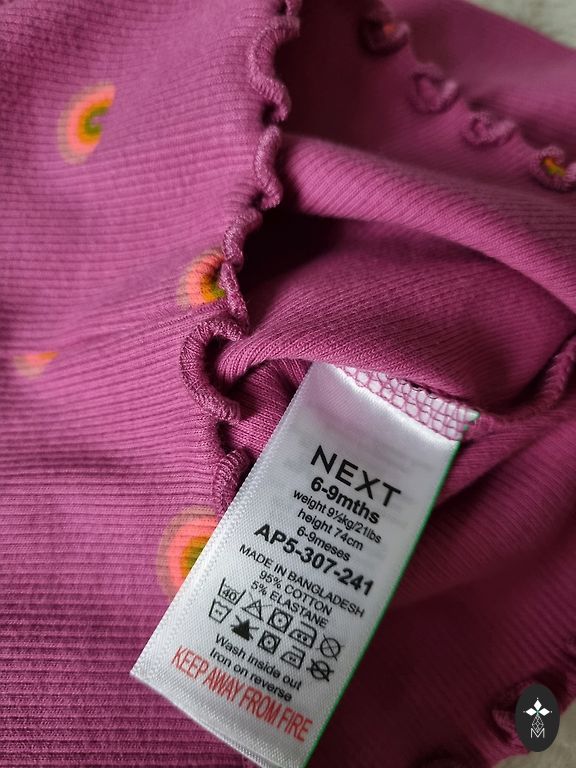 NEXT
6-9mths
weight 9½kg/21lbs
height 74cm
6-9meses
AP5-307-241
MADE IN BANGLADESH
95% COTTON
5% ELASTANE
40
Wash inside out
Iron on reverse
KEEP AWAY FROM FIRE